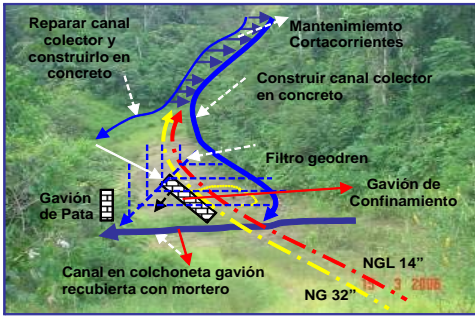 Reparar canal
colector y
construirlo en
concreto
Mantenimiemto
Cortacorrientes
Construir canal colector
en concreto
Filtro geodren
Gavión
de Pata
Gavión de
Confinamiento
Canal en colchoneta gavión
recubierta con mortero
NGL 14”
NG 32”
3 2006